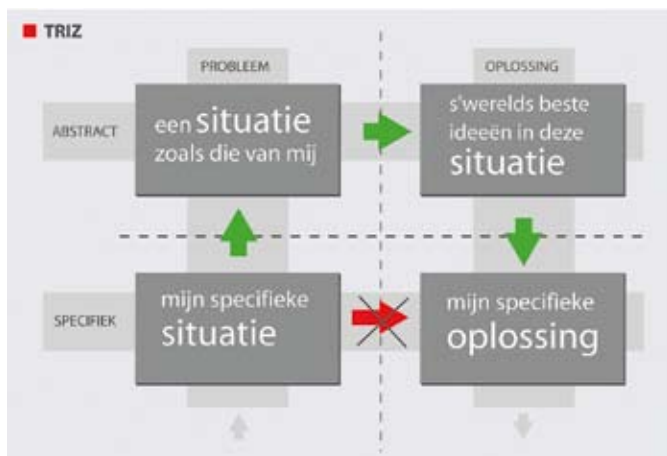 TRIZ
PROBLEEM
OPLOSSING
ABSTRACT
een situatie
zoals die van mij
s'werelds beste
ideeën in deze
situatie
SPECIFIEK
mijn specifieke
situatie
mijn specifieke
oplossing